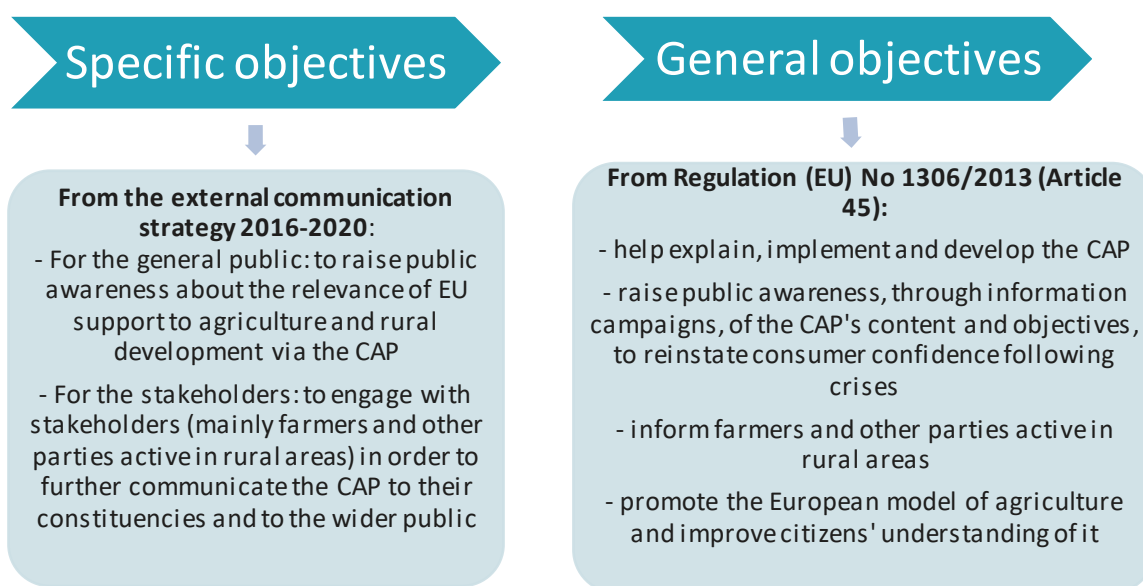 Specific objectives
From the external communication
strategy 2016-2020:
- For the general public: to raise public
awareness about the relevance of EU
support to agriculture and rural
development via the CAP
- For the stakeholders: to engage with
stakeholders (mainly farmers and other
parties active in rural areas) in order to
further communicate the CAP to their
constituencies and to the wider public
General objectives
From Regulation (EU) No 1306/2013 (Article
45):
- help explain, implement and develop the CAP
- raise public awareness, through information
campaigns, of the CAP's content and objectives,
to reinstate consumer confidence following
crises
- inform farmers and other parties active in
rural areas
- promote the European model of agriculture
and improve citizens' understanding of it